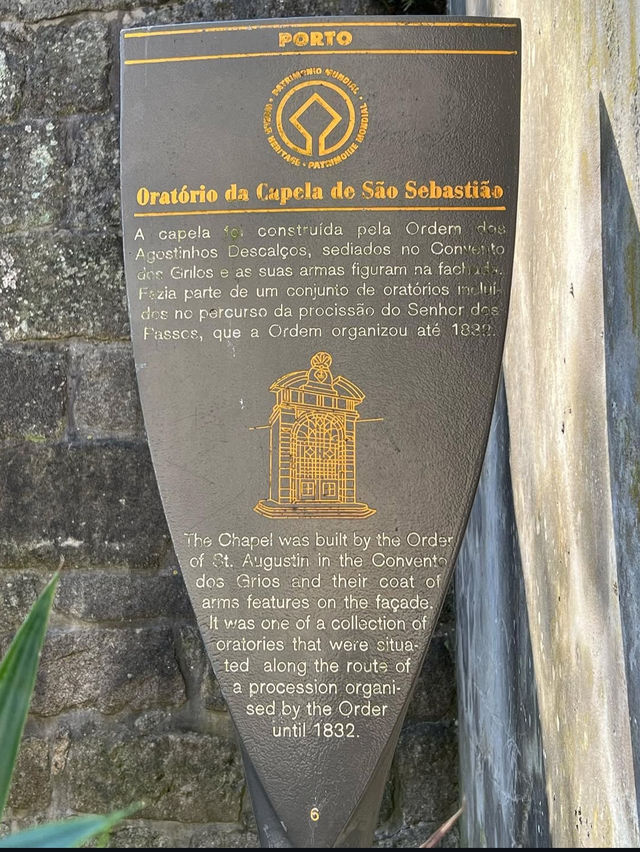 PORTO
PATRIMÓNIO MUNDIAL • WORLD HERITAGE • PATRIMOINE MONDIAL •
Oratório da Capela de São Sebastião
A capela foi construída pela Ordem dos
Agostinhos Descalços, sediados no Convento
dos Grilos e as suas armas figuram na fachada.
Fazia parte de um conjunto de oratórios incluí-
dos no percurso da procissão do Senhor dos
Passos, que a Ordem organizou até 1832.
The Chapel was built by the Order
of St. Augustin in the Convento
dos Grios and their coat of
arms features on the façade.
It was one of a collection of
oratories that were situa-
ted along the route of
a procession organi-
sed by the Order
until 1832.
6